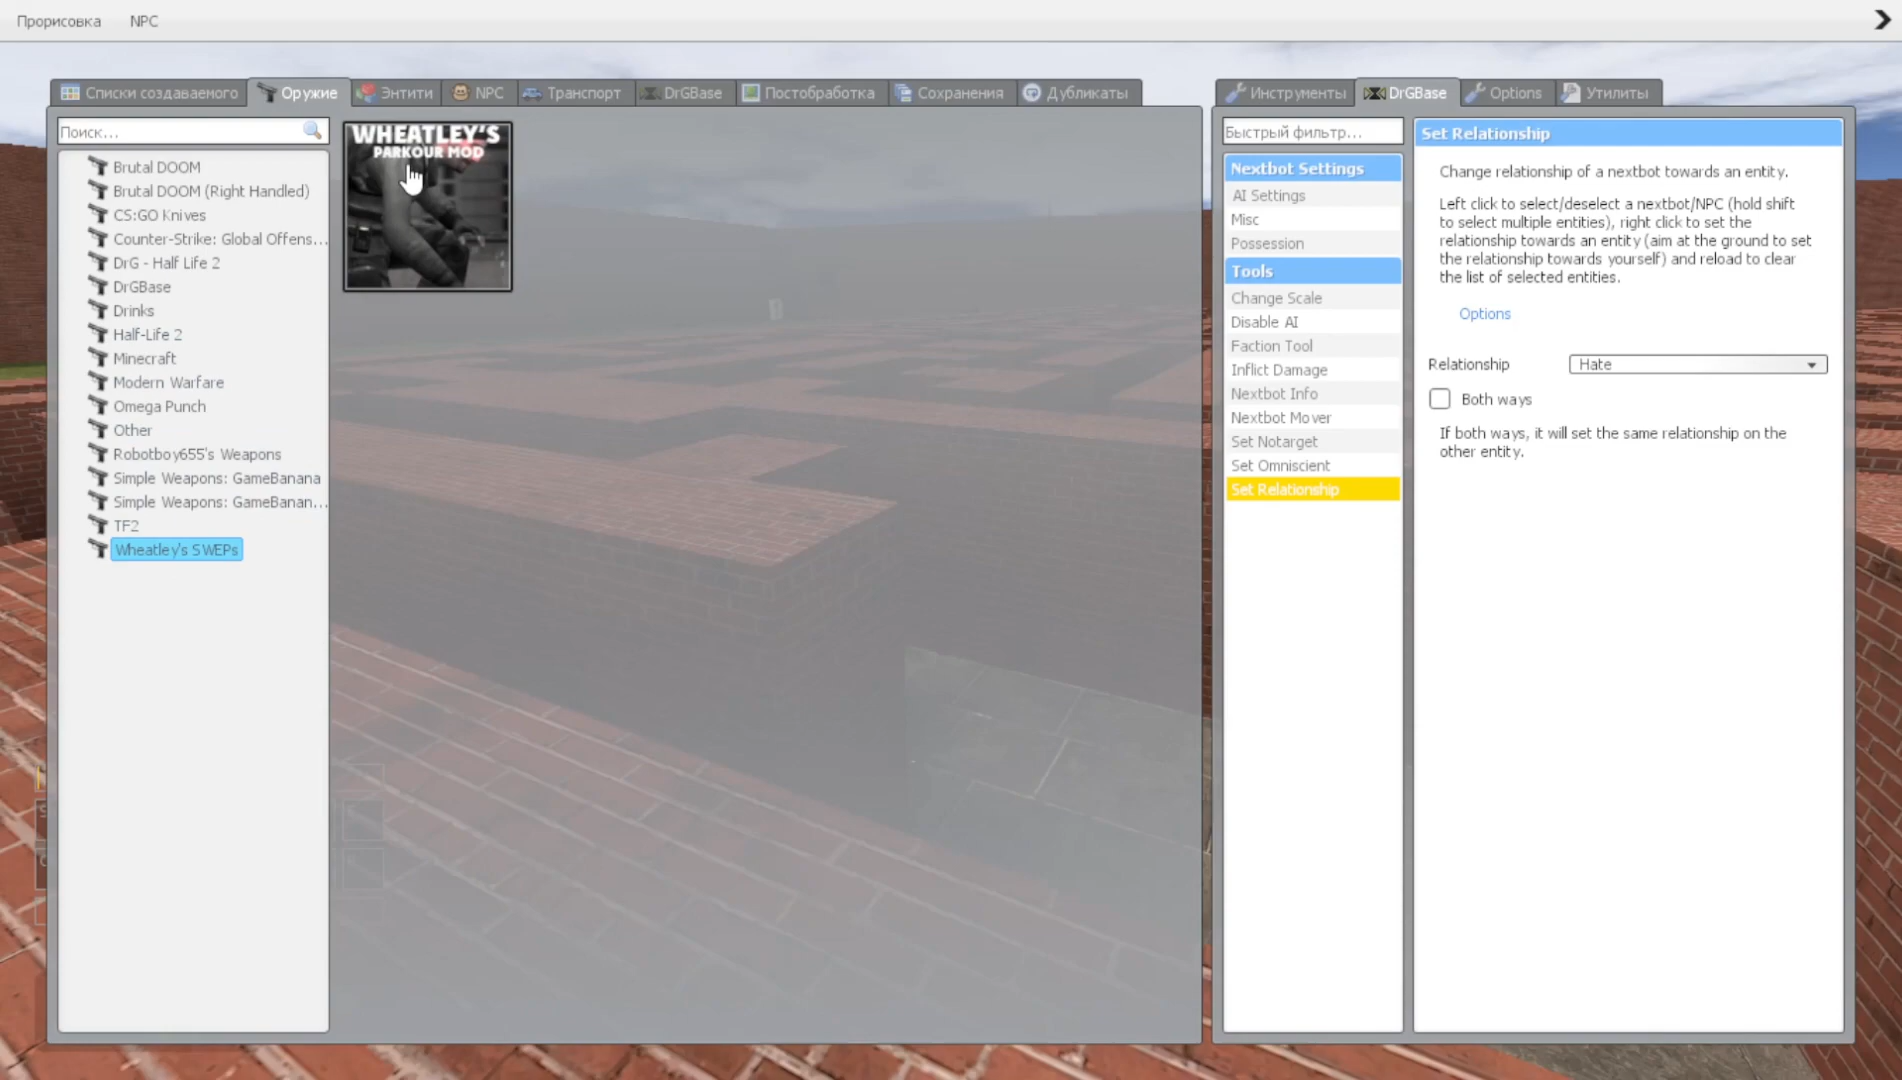 Прорисовка NPC
Списки создаваемого Оружие Энтити NPC Транспорт DrGBase Постобработка Сохранения Дубликаты
Инструменты DrGBase Options Утилиты
Поиск...
Brutal DOOM
Brutal DOOM (Right Handled)
CS:GO Knives
Counter-Strike: Global Offens...
DrG - Half Life 2
DrGBase
Drinks
Half-Life 2
Minecraft
Modern Warfare
Omega Punch
Other
Robotboy655's Weapons
Simple Weapons: GameBanana
Simple Weapons: GameBanan...
TF2
Wheatley's SWEPs
WHEATLEY'S
PARKOUR MOD
Быстрый фильтр...
Nextbot Settings
AI Settings
Misc
Possession
Tools
Change Scale
Disable AI
Faction Tool
Inflict Damage
Nextbot Info
Nextbot Mover
Set Notarget
Set Omniscient
Set Relationship
Set Relationship
Change relationship of a nextbot towards an entity.
Left click to select/deselect a nextbot/NPC (hold shift
to select multiple entities), right click to set the
relationship towards an entity (aim at the ground to set
the relationship towards yourself) and reload to clear
the list of selected entities.
Options
Relationship Hate
Both ways
If both ways, it will set the same relationship on the
other entity.